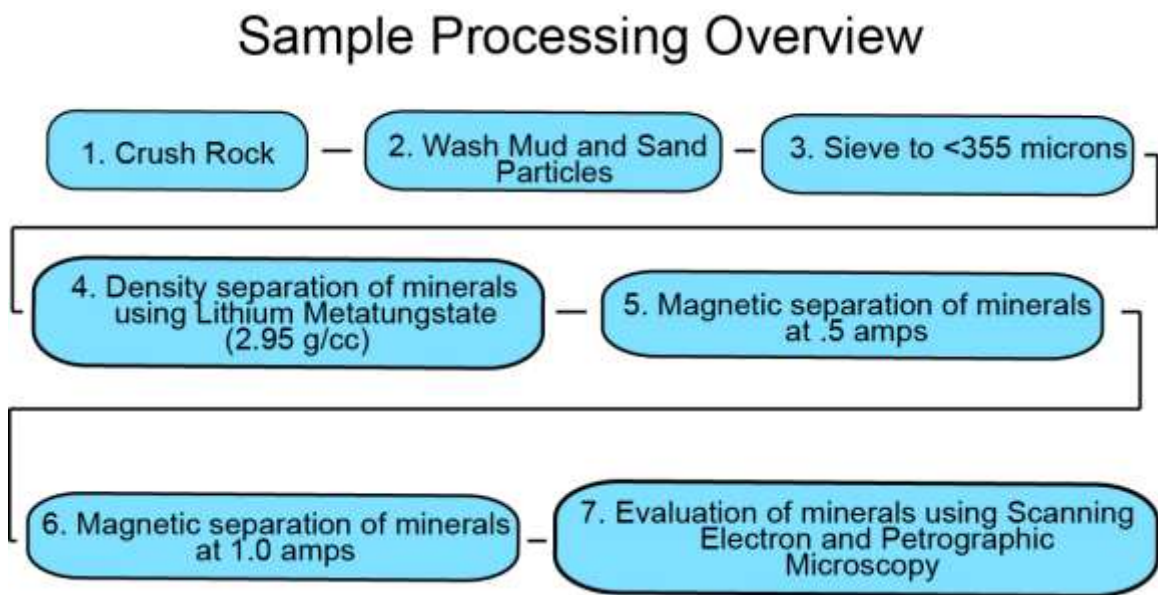 Sample Processing Overview
1. Crush Rock
2. Wash Mud and Sand
Particles
3. Sieve to <355 microns
4. Density separation of minerals
using Lithium Metatungstate
(2.95 g/cc)
5. Magnetic separation of minerals
at .5 amps
6. Magnetic separation of minerals
at 1.0 amps
7. Evaluation of minerals using Scanning
Electron and Petrographic
Microscopy